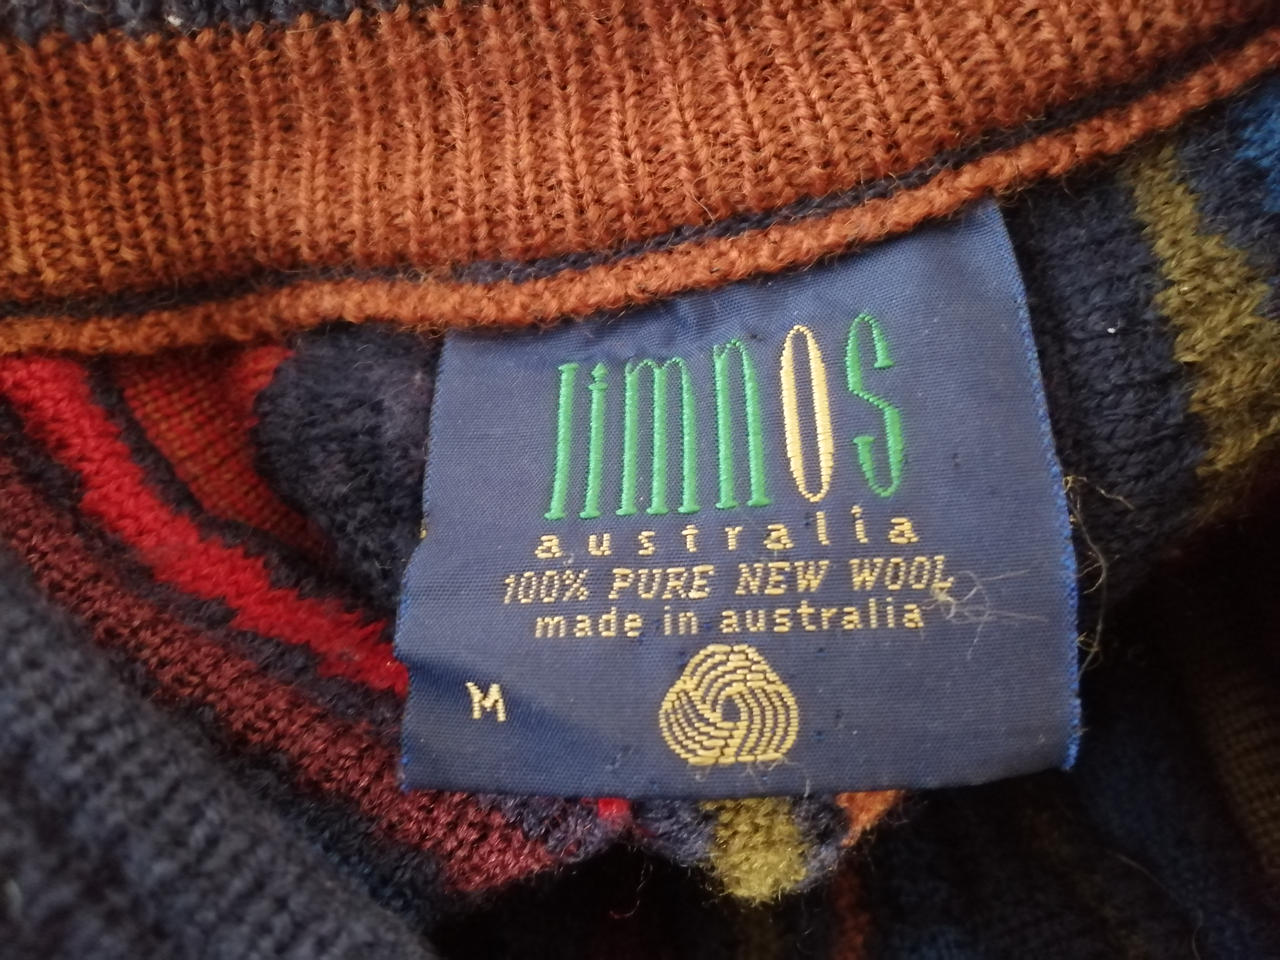 limnos
australia
100% PURE NEW WOOL
made in australia
M